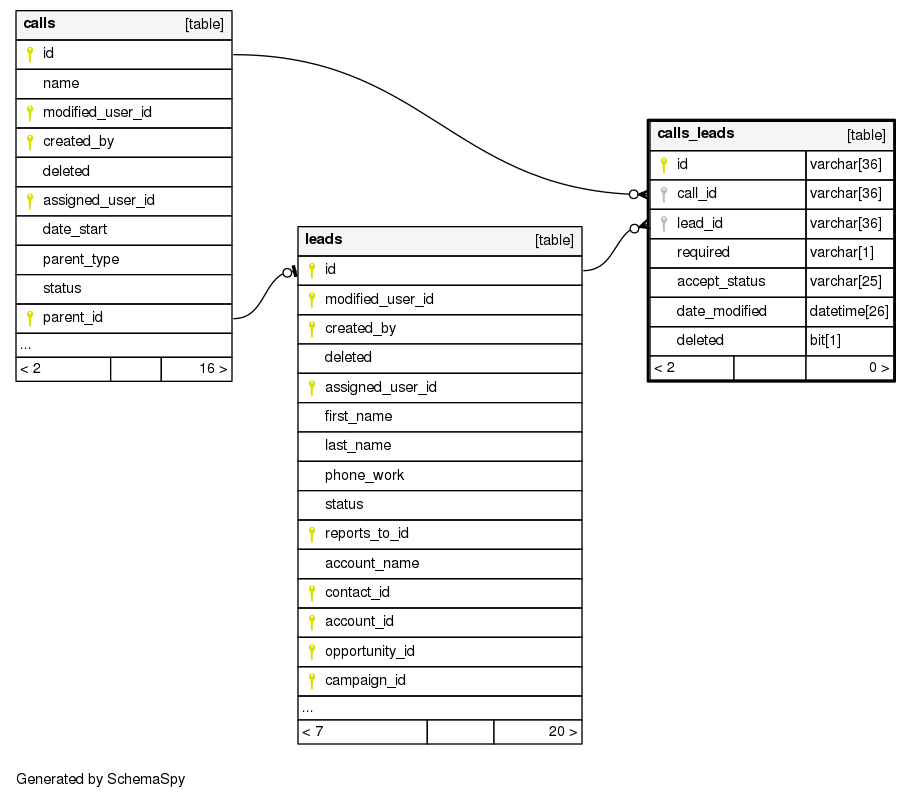 calls [table]
id
name
modified_user_id
created_by
deleted
assigned_user_id
date_start
parent_type
status
parent_id
...
< 2 16 >
leads [table]
id
modified_user_id
created_by
deleted
assigned_user_id
first_name
last_name
phone_work
status
reports_to_id
account_name
contact_id
account_id
opportunity_id
campaign_id
...
< 7 20 >
calls_leads [table]
id varchar[36]
call_id varchar[36]
lead_id varchar[36]
required varchar[1]
accept_status varchar[25]
date_modified datetime[26]
deleted bit[1]
< 2 0 >
Generated by SchemaSpy